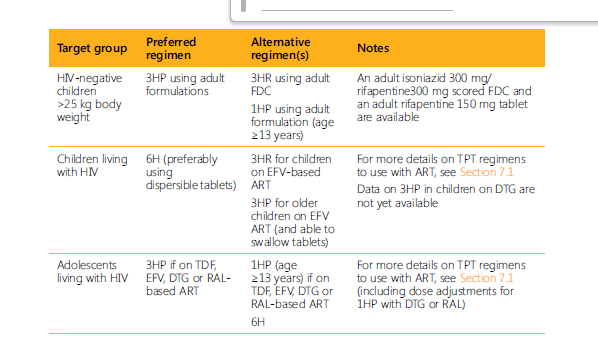 Target group
Preferred
regimen
Alternative
regimen(s)
Notes
HIV-negative
children
>25 kg body
weight
3HP using adult
formulations
3HR using adult
FDC
1HP using adult
formulation (age
≥13 years)
An adult isoniazid 300 mg/
rifapentine300 mg scored FDC and
an adult rifapentine 150 mg tablet
are available
Children living
with HIV
6H (preferably
using
dispersible tablets)
3HR for children
on EFV-based
ART
3HP for older
children on EFV
ART (and able to
swallow tablets)
For more details on TPT regimens
to use with ART, see Section 7.1
Data on 3HP in children on DTG are
not yet available
Adolescents
living with HIV
3HP if on TDF,
EFV, DTG or RAL-
based ART
1HP (age
≥13 years) if on
TDF, EFV, DTG or
RAL-based ART
6H
For more details on TPT regimens
to use with ART, see Section 7.1
(including dose adjustments for
1HP with DTG or RAL)